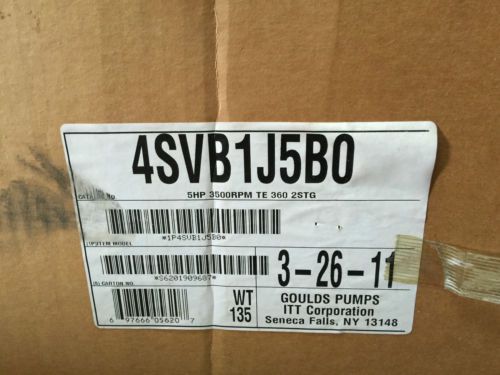 4SVB1J5B0
CATALOG NO
5HP 3500RPM TE 360 2STG
*1P4SVB1J5B0*
(1P)ITEM MODEL
*S6201909687*
(S) CARTON NO.
3-26-11
WT
135
GOULDS PUMPS
ITT Corporation
Seneca Falls, NY 13148
6 97666 05620 7